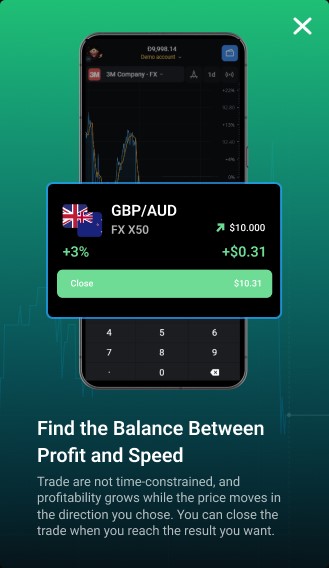 Ð9,998.14
Demo account
3M
3M Company · FX
1d
GBP/AUD
FX X50
$10.000
+3%
+$0.31
Close
$10.31
4
5
6
7
8
9
.
0
Find the Balance Between
Profit and Speed
Trade are not time-constrained, and
profitability grows while the price moves in
the direction you chose. You can close the
trade when you reach the result you want.